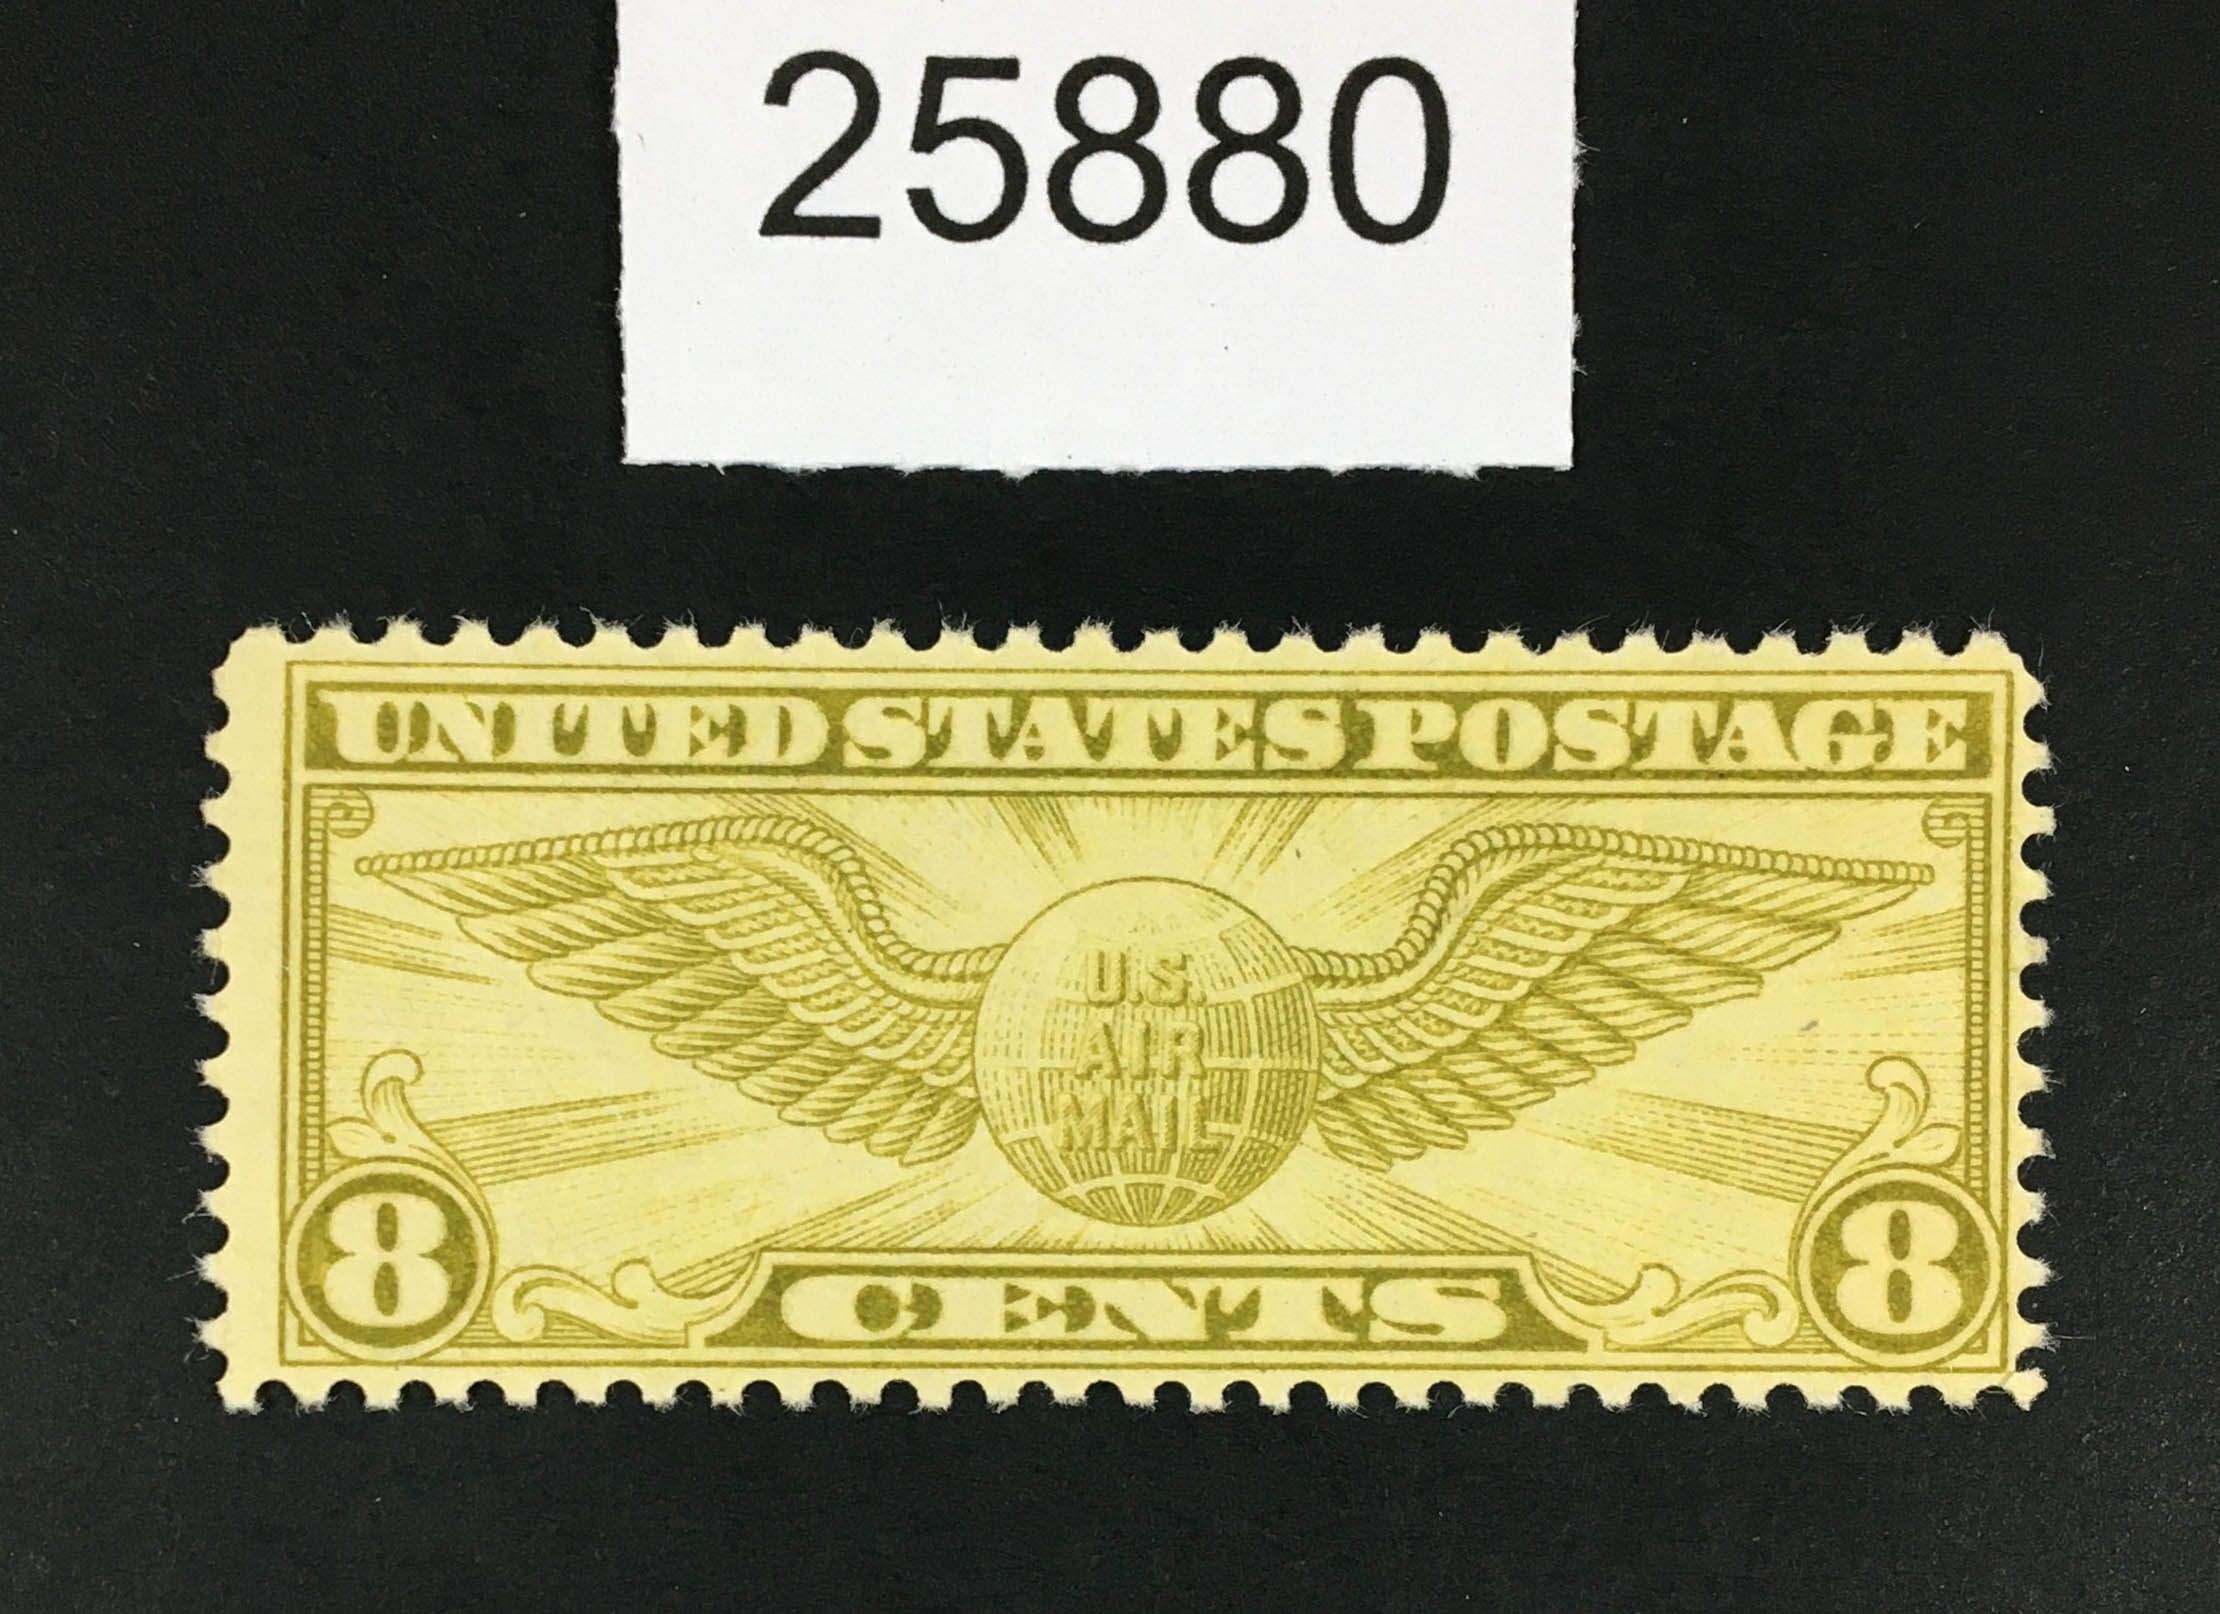 25880
UNITED STATES POSTAGE
U.S.
AIR
MAIL
8 CENTS 8